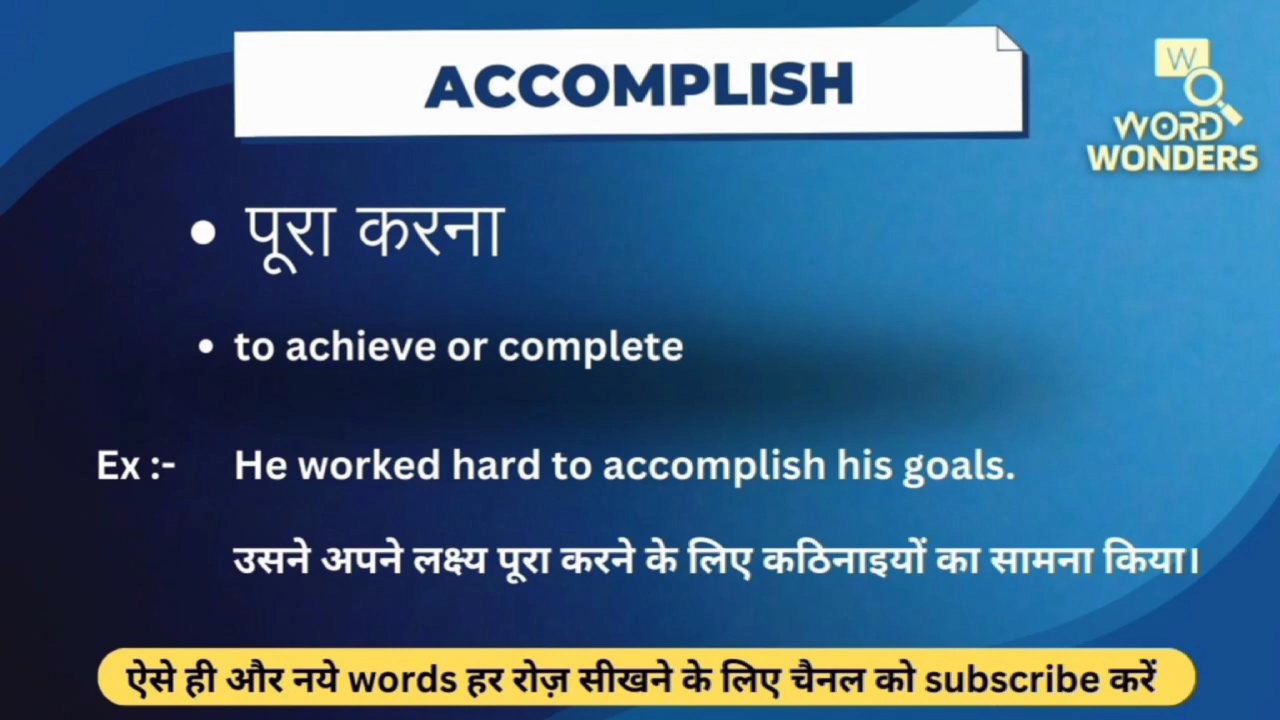 ACCOMPLISH
W
WORD
WONDERS
• पूरा करना
• to achieve or complete
Ex :- He worked hard to accomplish his goals.
उसने अपने लक्ष्य पूरा करने के लिए कठिनाइयों का सामना किया।
ऐसे ही और नये words हर रोज़ सीखने के लिए चैनल को subscribe करें